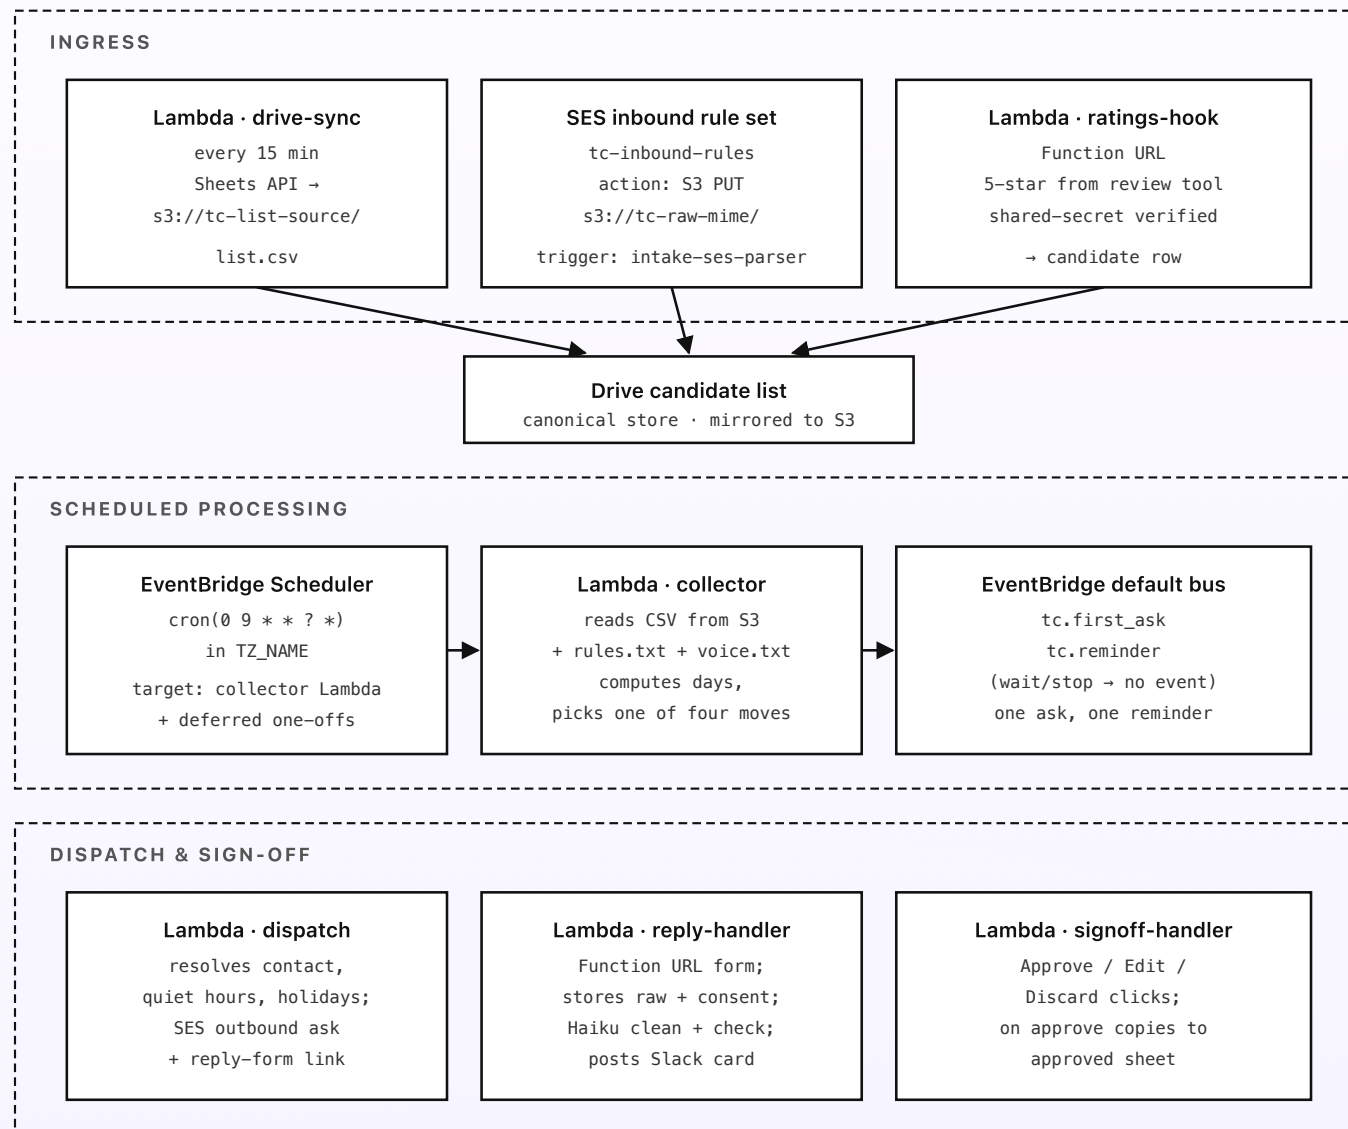 INGRESS
Lambda · drive-sync
every 15 min
Sheets API →
s3://tc-list-source/
list.csv
SES inbound rule set
tc-inbound-rules
action: S3 PUT
s3://tc-raw-mime/
trigger: intake-ses-parser
Lambda · ratings-hook
Function URL
5-star from review tool
shared-secret verified
→ candidate row
Drive candidate list
canonical store · mirrored to S3
SCHEDULED PROCESSING
EventBridge Scheduler
cron(0 9 * * ? *)
in TZ_NAME
target: collector Lambda
+ deferred one-offs
Lambda · collector
reads CSV from S3
+ rules.txt + voice.txt
computes days,
picks one of four moves
EventBridge default bus
tc.first_ask
tc.reminder
(wait/stop → no event)
one ask, one reminder
DISPATCH & SIGN-OFF
Lambda · dispatch
resolves contact,
quiet hours, holidays;
SES outbound ask
+ reply-form link
Lambda · reply-handler
Function URL form;
stores raw + consent;
Haiku clean + check;
posts Slack card
Lambda · signoff-handler
Approve / Edit /
Discard clicks;
on approve copies to
approved sheet